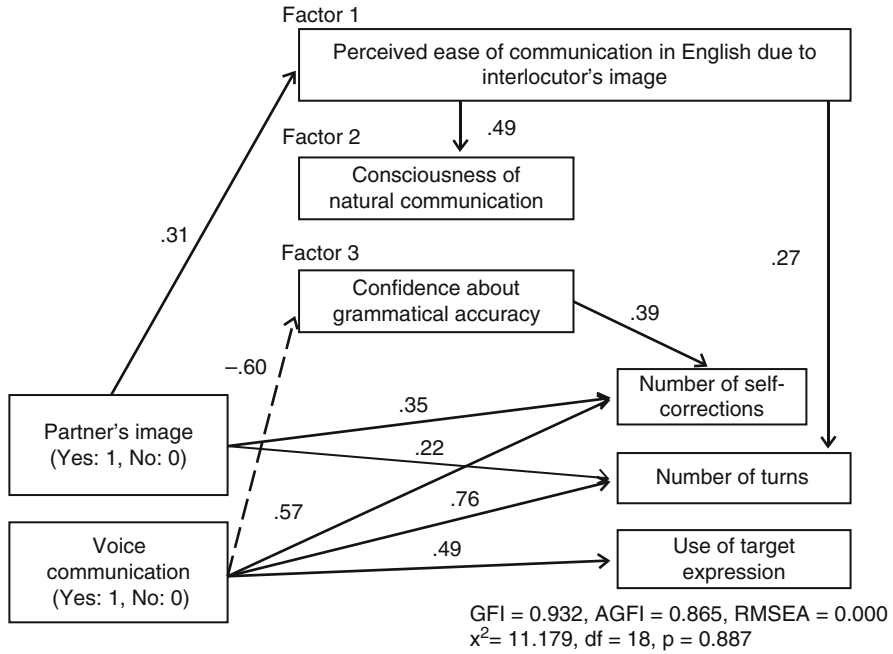 Factor 1
Perceived ease of communication in English due to
interlocutor's image
.49
Factor 2
Consciousness of
natural communication
.31
Factor 3
.27
Confidence about
grammatical accuracy
.39
–.60
Number of self-
corrections
Partner's image
(Yes: 1, No: 0)
.35
.22
Number of turns
.57
.76
Voice
communication
(Yes: 1, No: 0)
.49
Use of target
expression
GFI = 0.932, AGFI = 0.865, RMSEA = 0.000
x²= 11.179, df = 18, p = 0.887